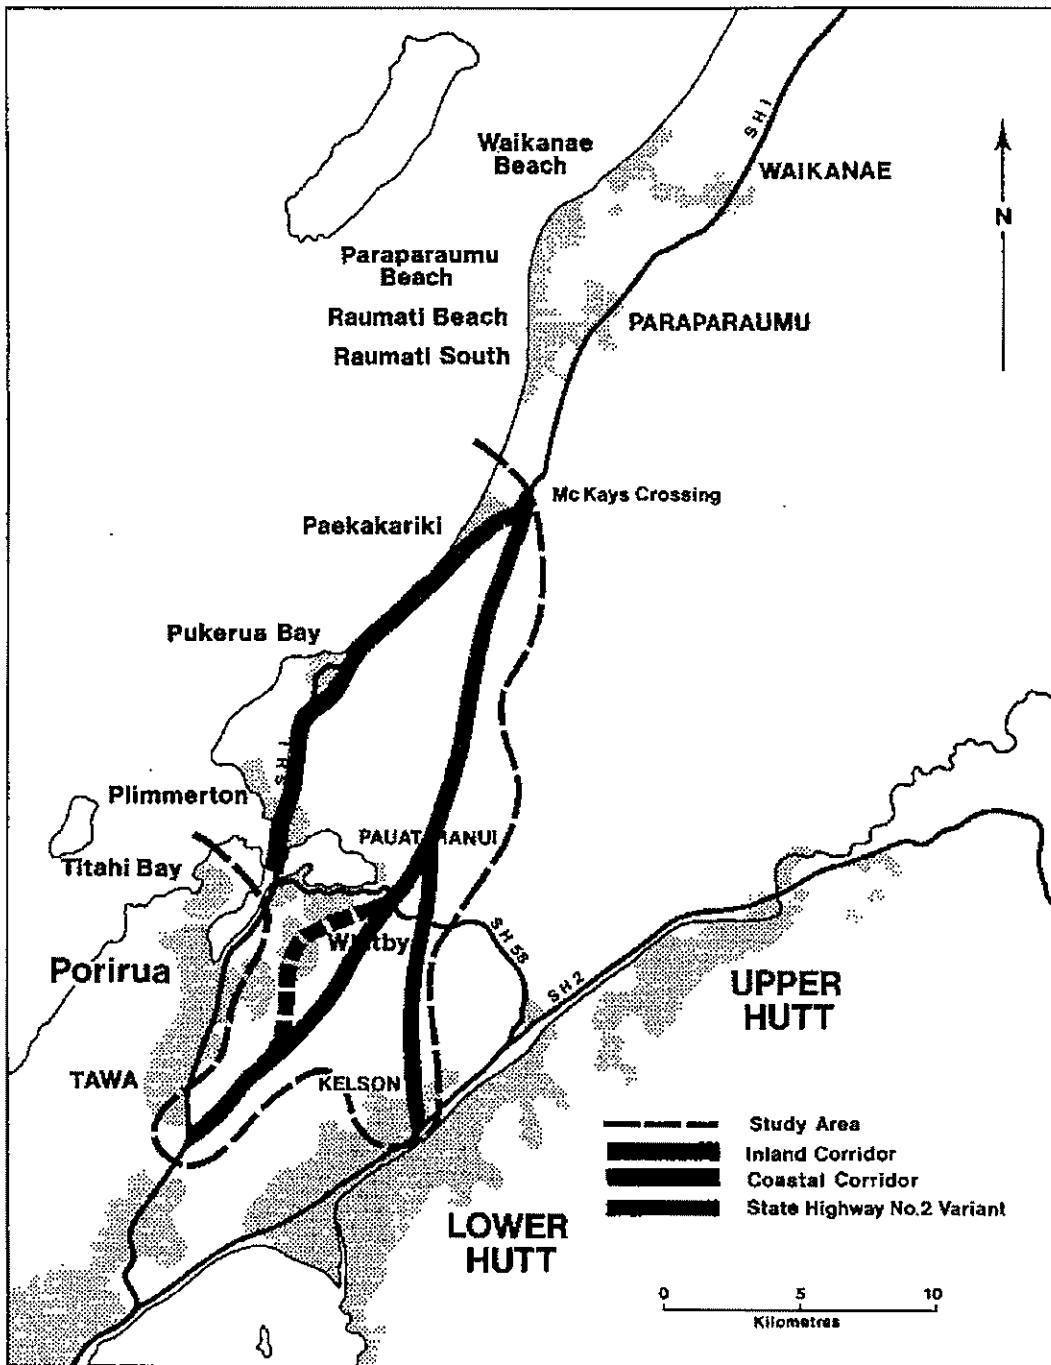 Waikanae
Beach
S H 1
WAIKANAE
N
Paraparaumu
Beach
Raumati Beach
PARAPARAUMU
Raumati South
Mc Kays Crossing
Paekakariki
Pukerua Bay
Plimmerton
Titahi Bay
Whitby
SH 58
SH 2
Porirua
UPPER
HUTT
TAWA
KELSON
Study Area
Inland Corridor
Coastal Corridor
State Highway No.2 Variant
LOWER
HUTT
0 5 10
Kilometres